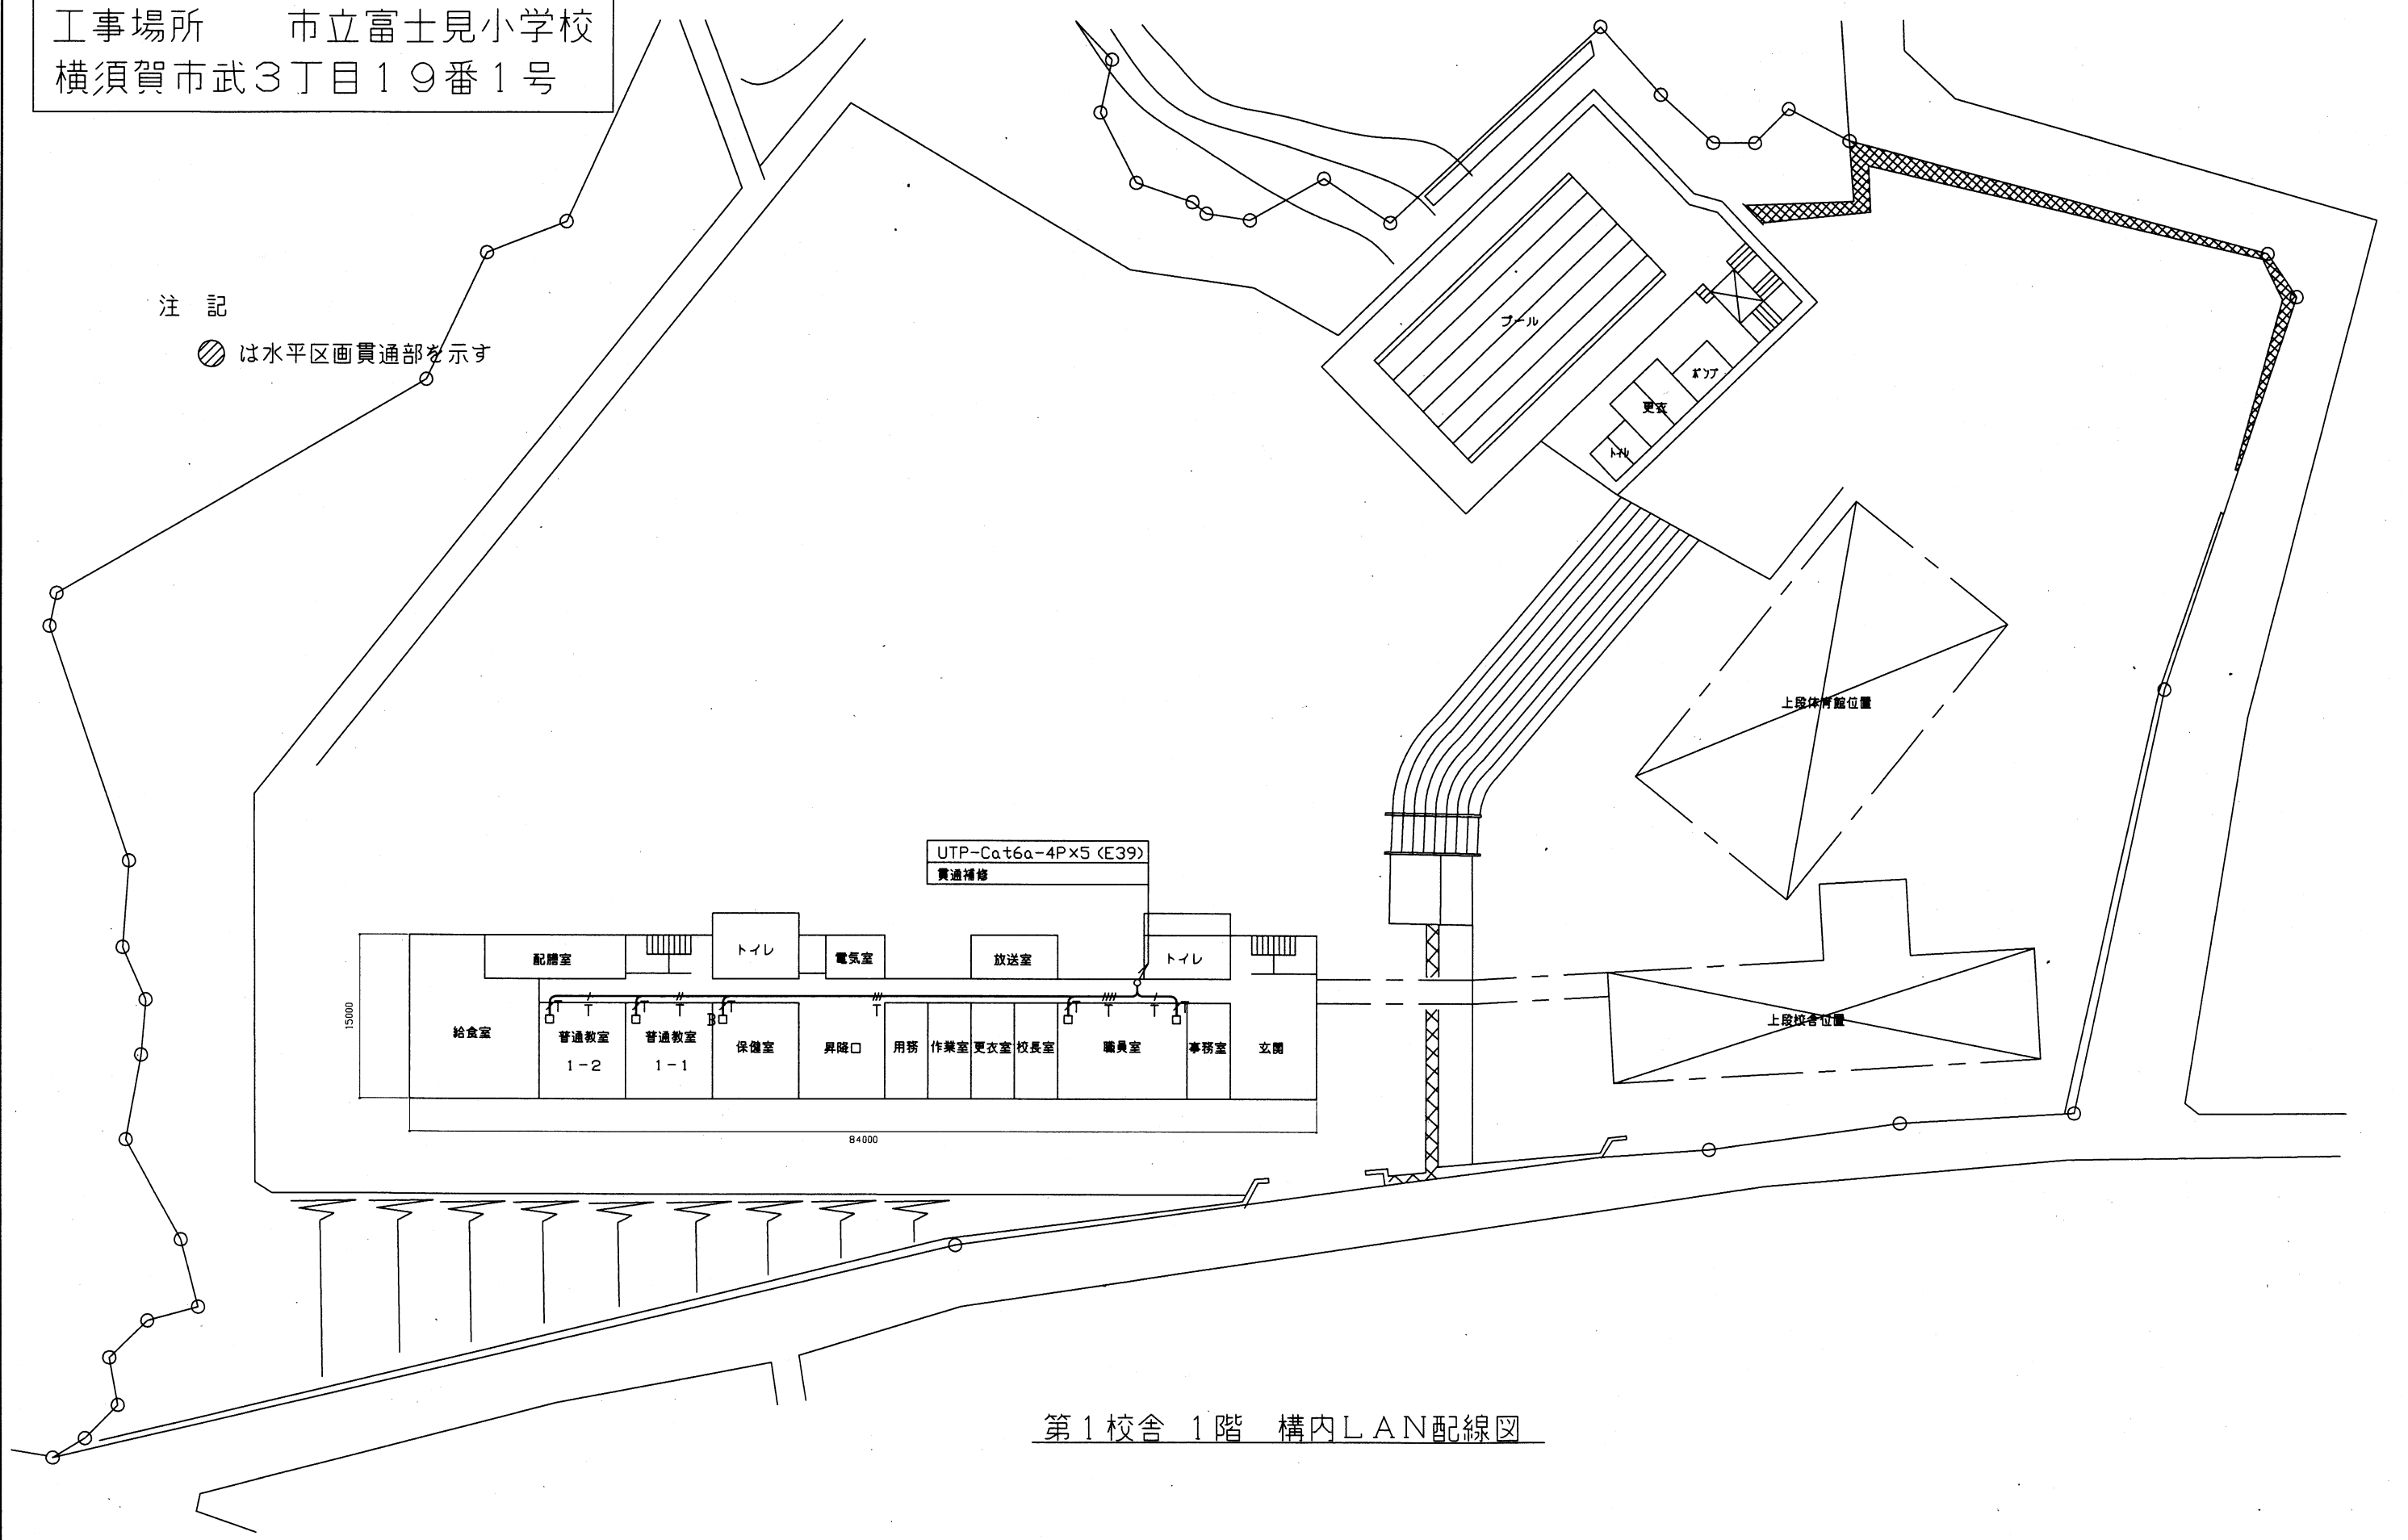 工事場所　　市立富士見小学校
横須賀市武３丁目１９番１号
注　記
は水平区画貫通部を示す
プール
ポンプ
更衣
トイレ
上段体育館位置
UTP-Cat6a-4P×5 (E39)
貫通補修
配膳室
トイレ
電気室
放送室
トイレ
15000
給食室
普通教室
1-2
普通教室
1-1
B
保健室
昇降口
用務
作業室
更衣室
校長室
職員室
事務室
玄関
上段校舎位置
84000
第１校舎　１階　構内ＬＡＮ配線図